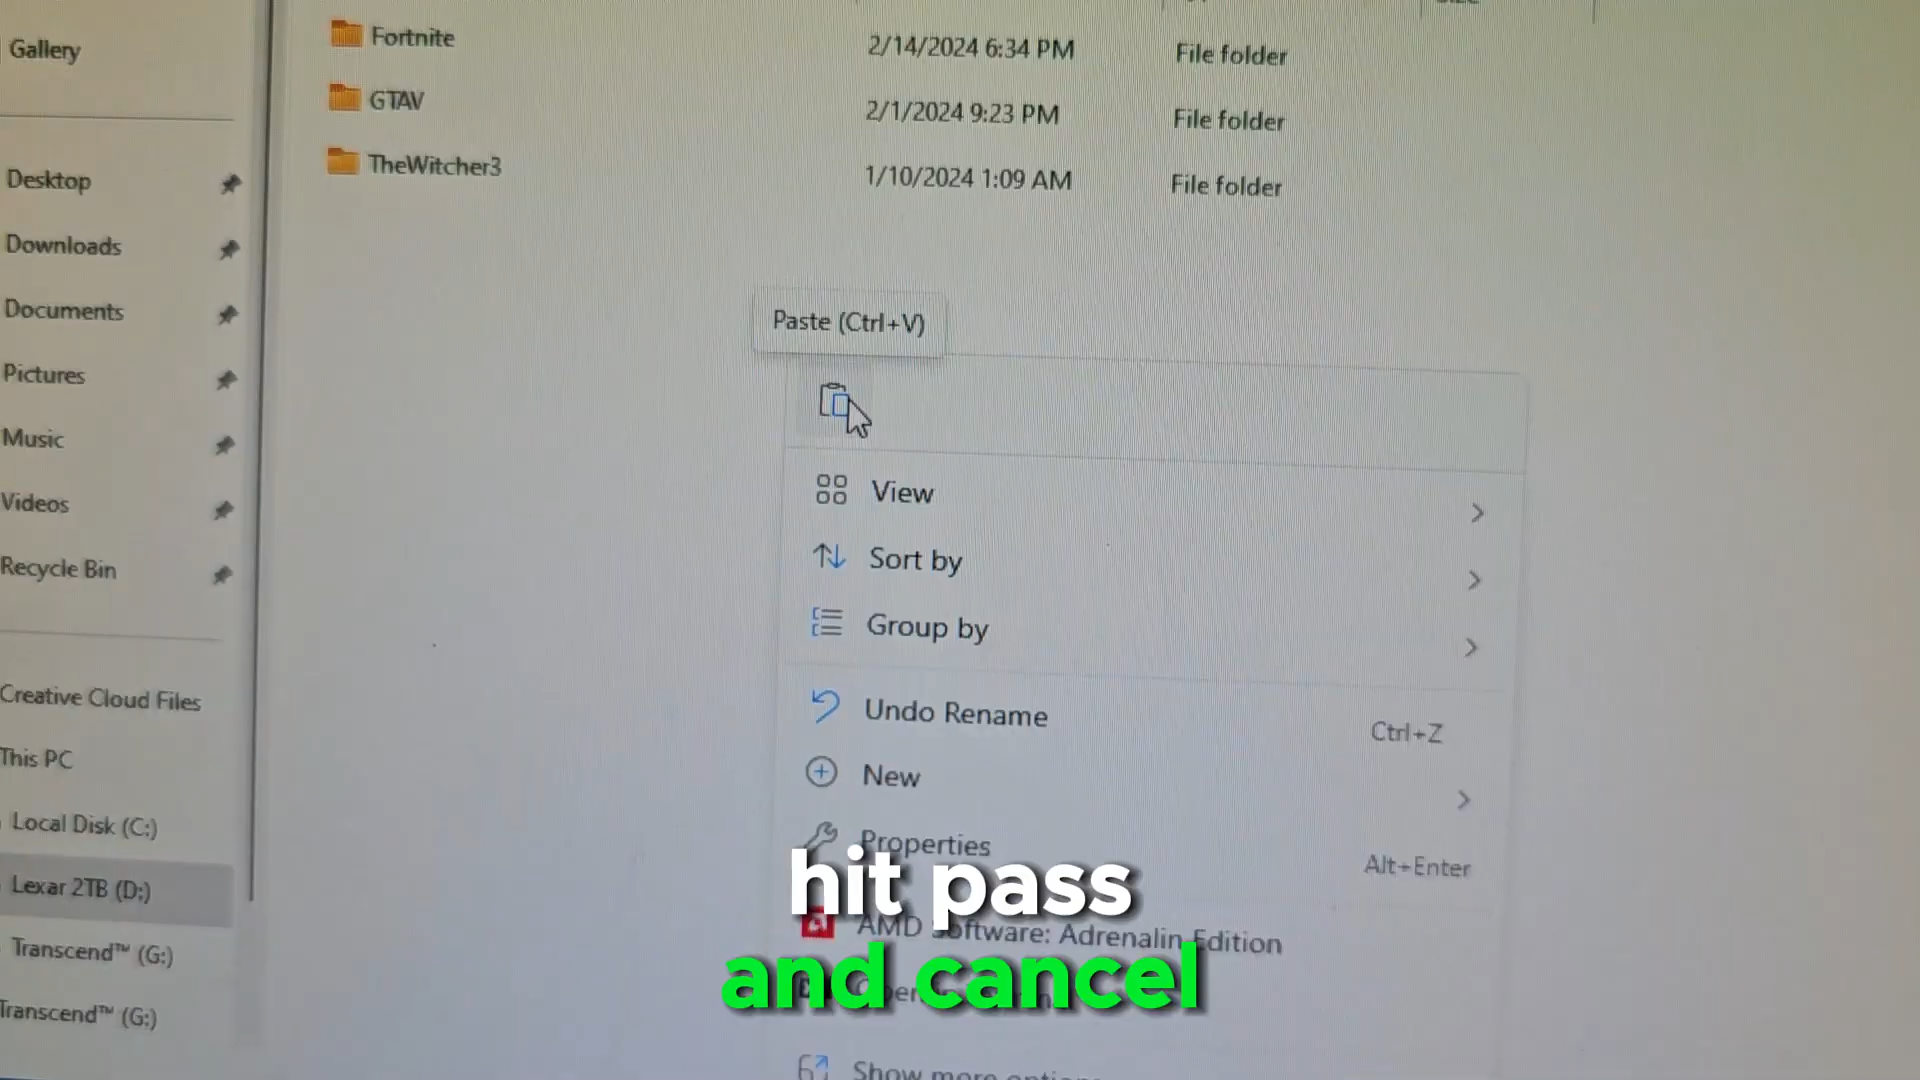 Gallery
Desktop
Downloads
Documents
Pictures
Music
Videos
Recycle Bin
Creative Cloud Files
This PC
Local Disk (C:)
Lexar 2TB (D:)
Transcend™ (G:)
Transcend™ (G:)
Fortnite 2/14/2024 6:34 PM File folder
GTAV 2/1/2024 9:23 PM File folder
TheWitcher3 1/10/2024 1:09 AM File folder
Paste (Ctrl+V)
View
Sort by
Group by
Undo Rename Ctrl+Z
New
Properties Alt+Enter
hit pass
AMD Software: Adrenalin Edition
and cancel
Show more